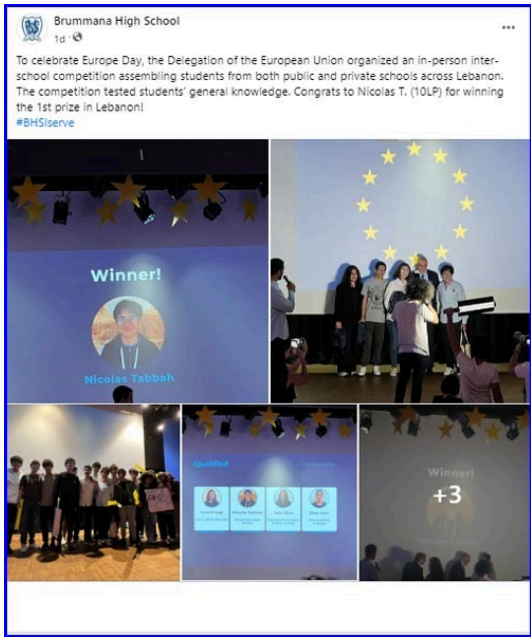 Brummana High School
1d
To celebrate Europe Day, the Delegation of the European Union organized an in-person inter-
school competition assembling students from both public and private schools across Lebanon.
The competition tested students' general knowledge. Congrats to Nicolas T. (10LP) for winning
the 1st prize in Lebanon!
#BHSIserve
Winner!
Nicolas Tabbah
Qualified
Winner!
+3